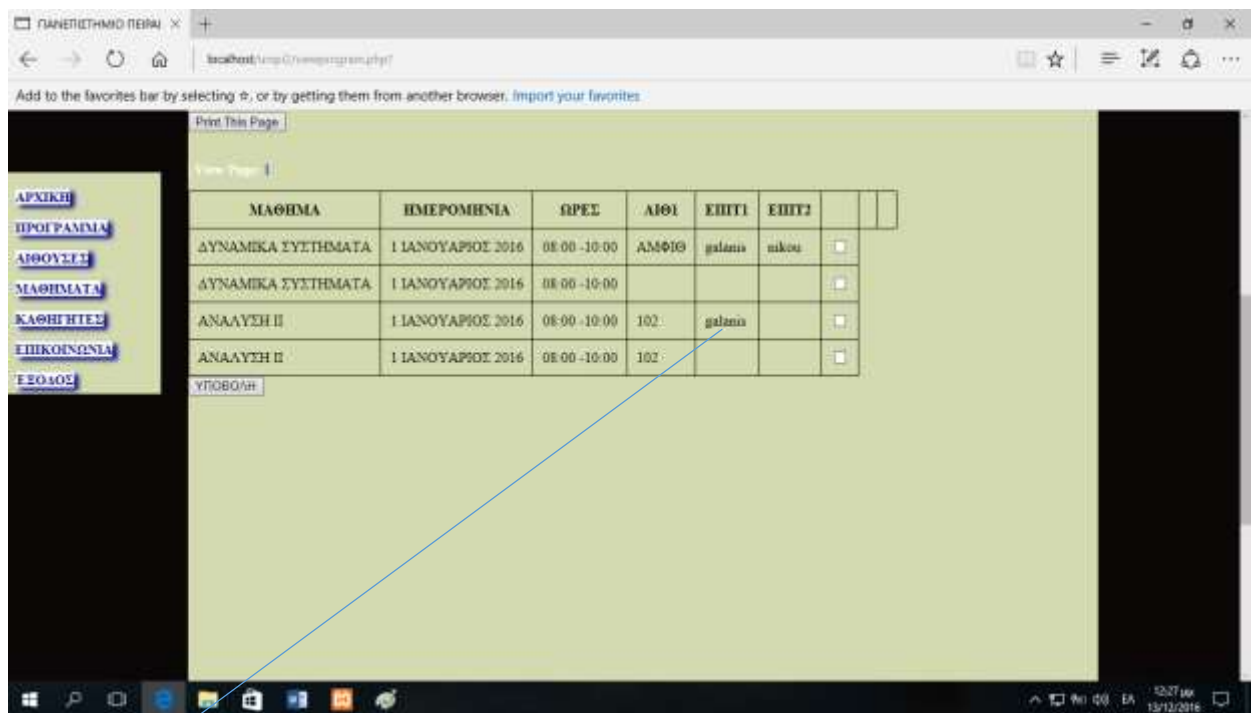 ΠΑΝΕΠΙΣΤΗΜΙΟ ΠΕΙΡΑΙ
localhost
Add to the favorites bar by selecting ☆, or by getting them from another browser. Import your favorites
Print This Page
View Page: 1
ΑΡΧΙΚΗ
ΠΡΟΓΡΑΜΜΑ
ΑΙΘΟΥΣΕΣ
ΜΑΘΗΜΑΤΑ
ΚΑΘΗΓΗΤΕΣ
ΕΠΙΚΟΙΝΩΝΙΑ
ΕΞΟΔΟΣ
ΜΑΘΗΜΑ ΗΜΕΡΟΜΗΝΙΑ ΩΡΕΣ ΑΙΘ1 ΕΠΙΤ1 ΕΠΙΤ2
ΔΥΝΑΜΙΚΑ ΣΥΣΤΗΜΑΤΑ 1 ΙΑΝΟΥΑΡΙΟΣ 2016 08:00 -10:00 ΑΜΦΙΘ galanis nikou
ΔΥΝΑΜΙΚΑ ΣΥΣΤΗΜΑΤΑ 1 ΙΑΝΟΥΑΡΙΟΣ 2016 08:00 -10:00
ΑΝΑΛΥΣΗ ΙΙ 1 ΙΑΝΟΥΑΡΙΟΣ 2016 08:00 -10:00 102 galanis
ΑΝΑΛΥΣΗ ΙΙ 1 ΙΑΝΟΥΑΡΙΟΣ 2016 08:00 -10:00 102
ΥΠΟΒΟΛΗ
ΕΛ
12:27 μμ
13/12/2016